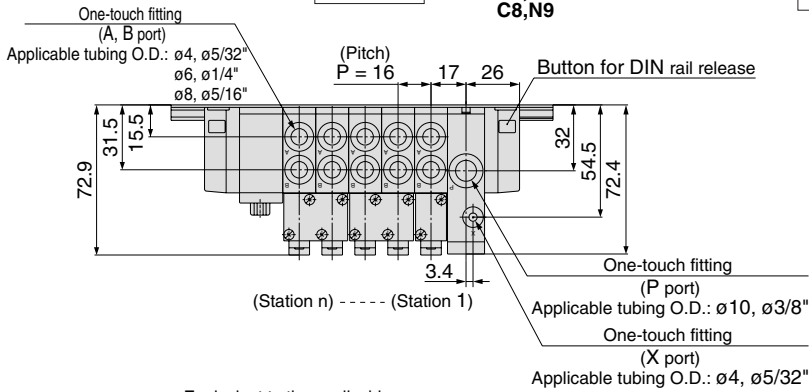 C8,N9
One-touch fitting
(A, B port)
Applicable tubing O.D.: ø4, ø5/32"
ø6, ø1/4"
ø8, ø5/16"
(Pitch)
P = 16
17
26
Button for DIN rail release
72.9
31.5
15.5
32
54.5
72.4
A A A A A
B B B B B
P
X
3.4
(Station n) ----- (Station 1)
One-touch fitting
(P port)
Applicable tubing O.D.: ø10, ø3/8"
One-touch fitting
(X port)
Applicable tubing O.D.: ø4, ø5/32"